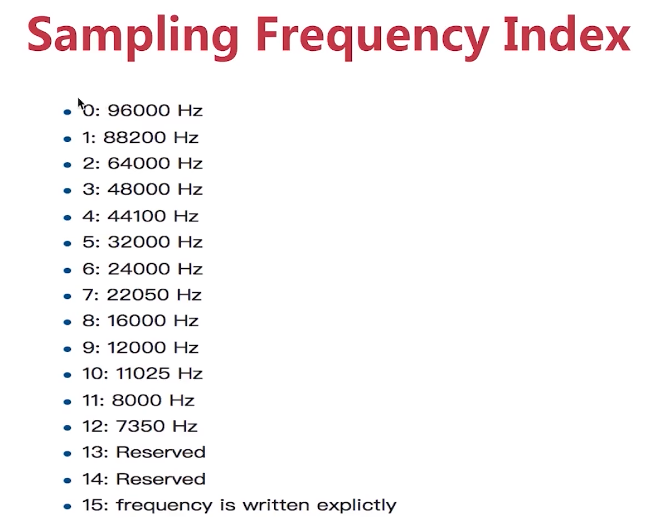 Sampling Frequency Index
0: 96000 Hz
1: 88200 Hz
2: 64000 Hz
3: 48000 Hz
4: 44100 Hz
5: 32000 Hz
6: 24000 Hz
7: 22050 Hz
8: 16000 Hz
9: 12000 Hz
10: 11025 Hz
11: 8000 Hz
12: 7350 Hz
13: Reserved
14: Reserved
15: frequency is written explictly